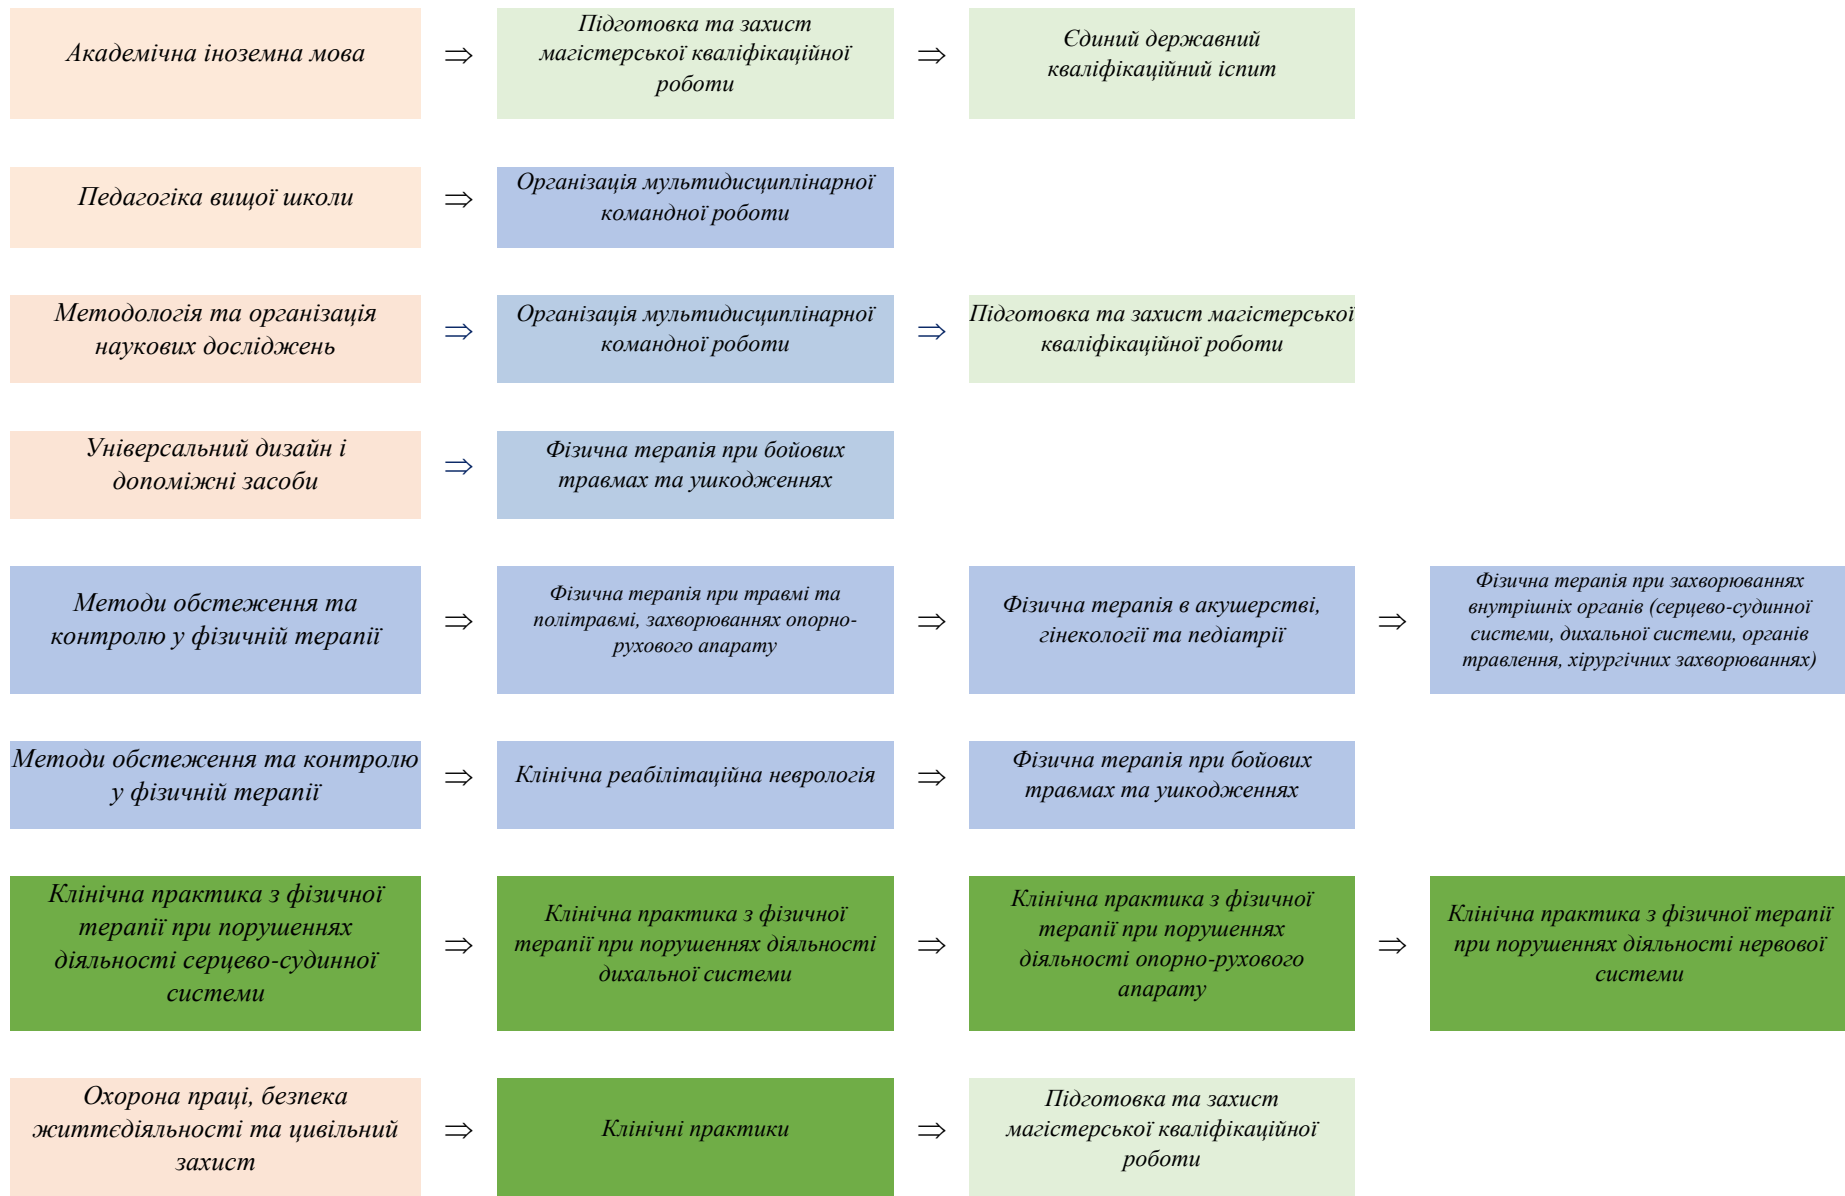 Академічна іноземна мова
⇒
Підготовка та захист
магістерської кваліфікаційної
роботи
⇒
Єдиний державний
кваліфікаційний іспит
Педагогіка вищої школи
⇒
Організація мультидисциплінарної
командної роботи
Методологія та організація
наукових досліджень
⇒
Організація мультидисциплінарної
командної роботи
⇒
Підготовка та захист магістерської
кваліфікаційної роботи
Універсальний дизайн і
допоміжні засоби
⇒
Фізична терапія при бойових
травмах та ушкодженнях
Методи обстеження та
контролю у фізичній терапії
⇒
Фізична терапія при травмі та
політравмі, захворюваннях опорно-
рухового апарату
⇒
Фізична терапія в акушерстві,
гінекології та педіатрії
⇒
Фізична терапія при захворюваннях
внутрішніх органів (серцево-судинної
системи, дихальної системи, органів
травлення, хірургічних захворюваннях)
Методи обстеження та контролю
у фізичній терапії
⇒
Клінічна реабілітаційна неврологія
⇒
Фізична терапія при бойових
травмах та ушкодженнях
Клінічна практика з фізичної
терапії при порушеннях
діяльності серцево-судинної
системи
⇒
Клінічна практика з фізичної
терапії при порушеннях діяльності
дихальної системи
⇒
Клінічна практика з фізичної
терапії при порушеннях
діяльності опорно-рухового
апарату
⇒
Клінічна практика з фізичної терапії
при порушеннях діяльності нервової
системи
Охорона праці, безпека
життєдіяльності та цивільний
захист
⇒
Клінічні практики
⇒
Підготовка та захист
магістерської кваліфікаційної
роботи